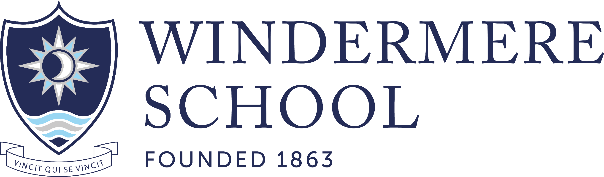 WINDERMERE
SCHOOL
FOUNDED 1863
VINCIT QUI SE VINCIT